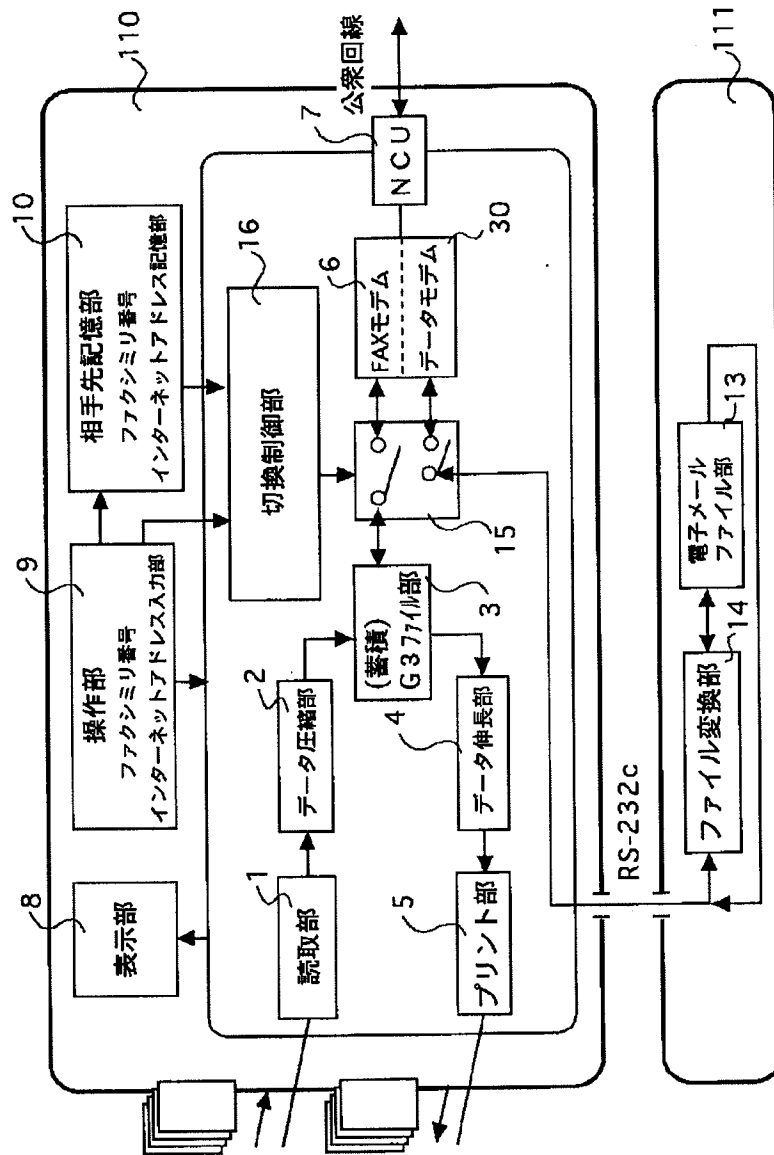 110
8
表示部
9
操作部
ファクシミリ番号
インターネットアドレス入力部
10
相手先記憶部
ファクシミリ番号
インターネットアドレス記憶部
16
切換制御部
7
NCU
公衆回線
1
読取部
2
データ圧縮部
(蓄積)
G3ファイル部
3
15
6
FAXモデム
データモデム
30
4
データ伸長部
5
プリント部
RS-232c
14
ファイル変換部
13
電子メール
ファイル部
111